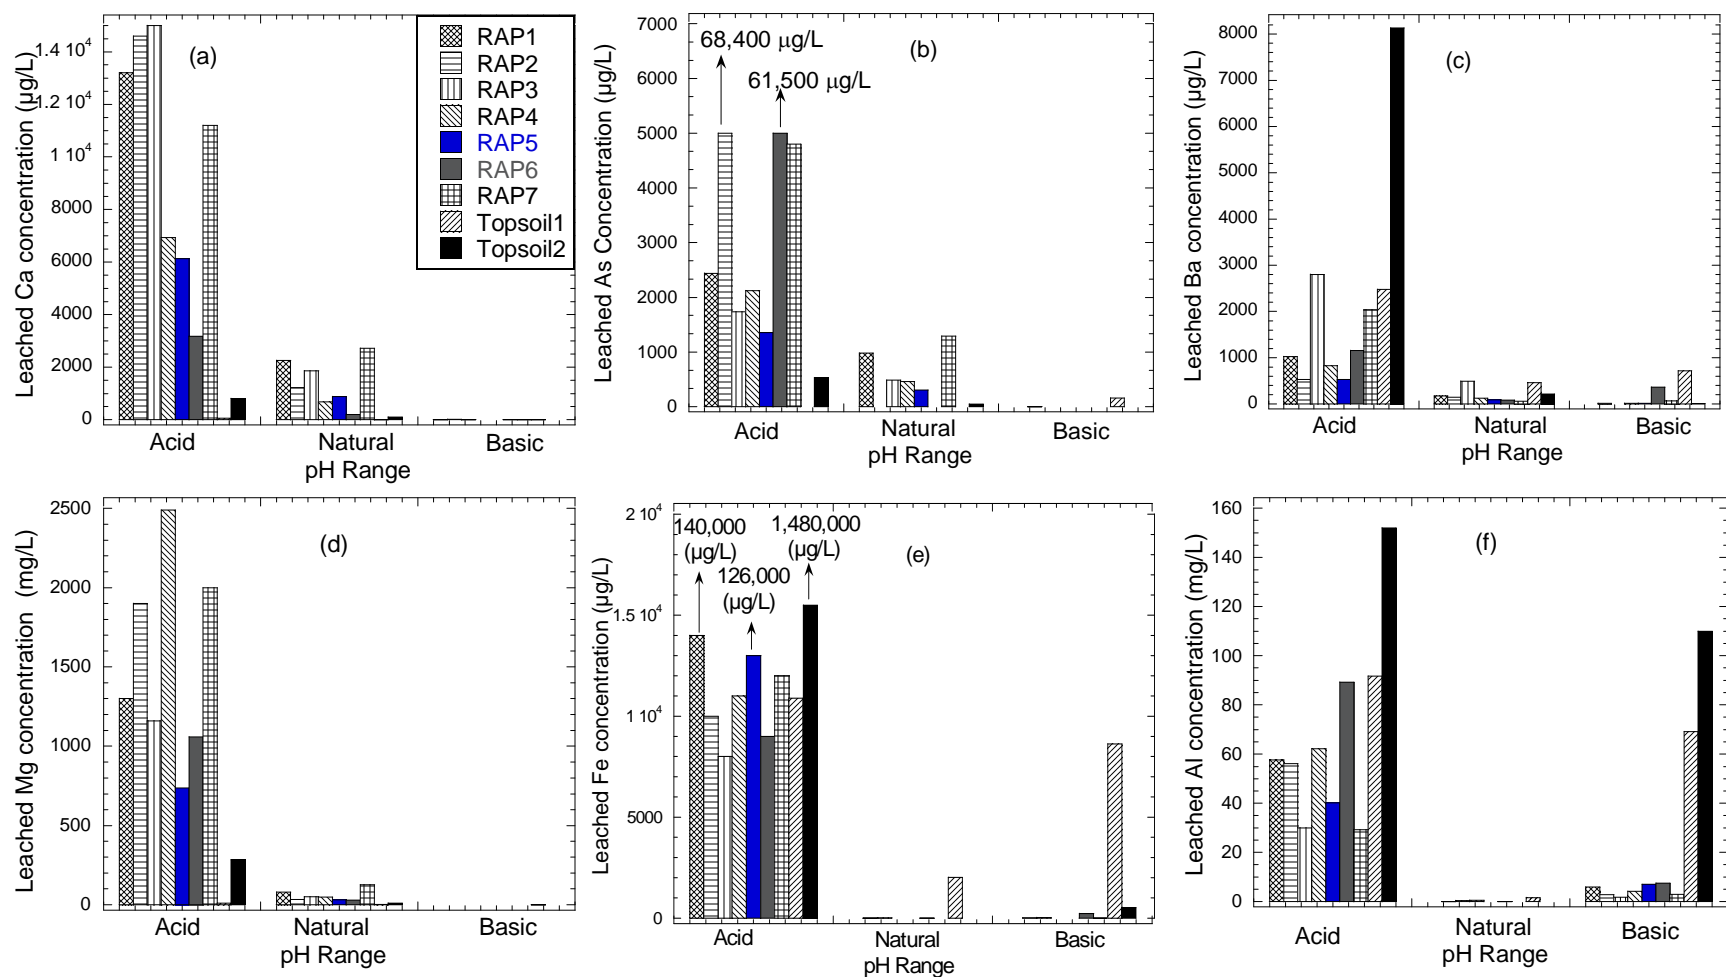 Leached Ca concentration (µg/L)
1.4 10⁴
1.2 10⁴
1 10⁴
8000
6000
4000
2000
0
(a)
RAP1
RAP2
RAP3
RAP4
RAP5
RAP6
RAP7
Topsoil1
Topsoil2
Acid
Natural
Basic
pH Range
Leached As Concentration (µg/L)
7000
6000
5000
4000
3000
2000
1000
0
68,400 µg/L
(b)
61,500 µg/L
Acid
Natural
Basic
pH Range
Leached Ba concentration (µg/L)
8000
7000
6000
5000
4000
3000
2000
1000
0
(c)
Acid
Natural
Basic
pH Range
Leached Mg concentration (mg/L)
2500
2000
1500
1000
500
0
(d)
Acid
Natural
Basic
pH Range
Leached Fe concentration (µg/L)
2 10⁴
1.5 10⁴
1 10⁴
5000
0
140,000
(µg/L)
126,000
(µg/L)
1,480,000
(µg/L)
(e)
Acid
Natural
Basic
pH Range
Leached Al concentration (mg/L)
160
140
120
100
80
60
40
20
0
(f)
Acid
Natural
Basic
pH Range